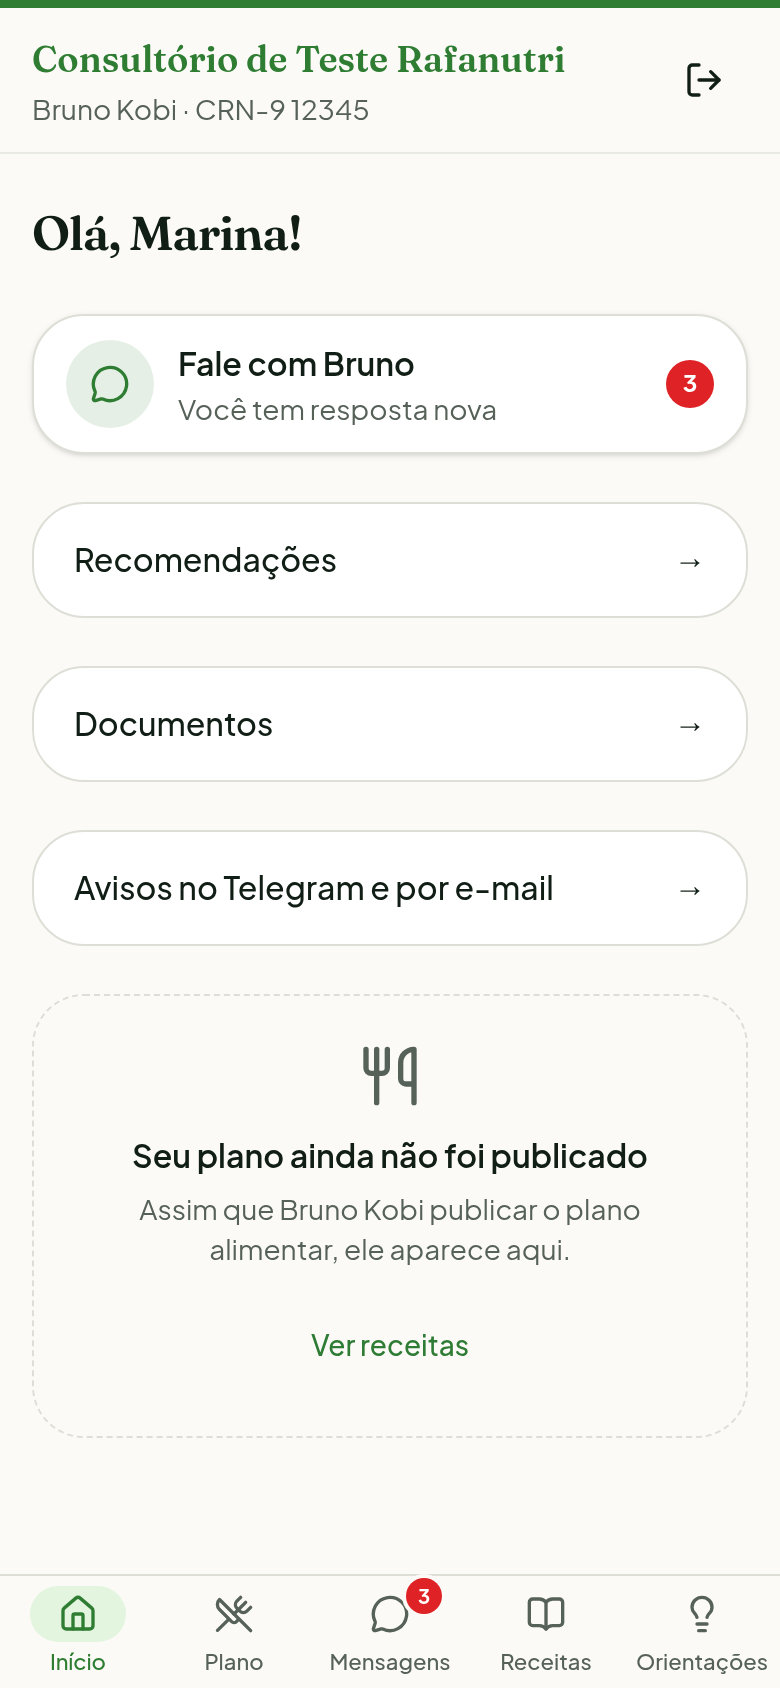 Consultório de Teste Rafanutri
Bruno Kobi · CRN-9 12345
Olá, Marina!
Fale com Bruno
Você tem resposta nova
3
Recomendações →
Documentos →
Avisos no Telegram e por e-mail →
Seu plano ainda não foi publicado
Assim que Bruno Kobi publicar o plano
alimentar, ele aparece aqui.
Ver receitas
3
Início
Plano
Mensagens
Receitas
Orientações